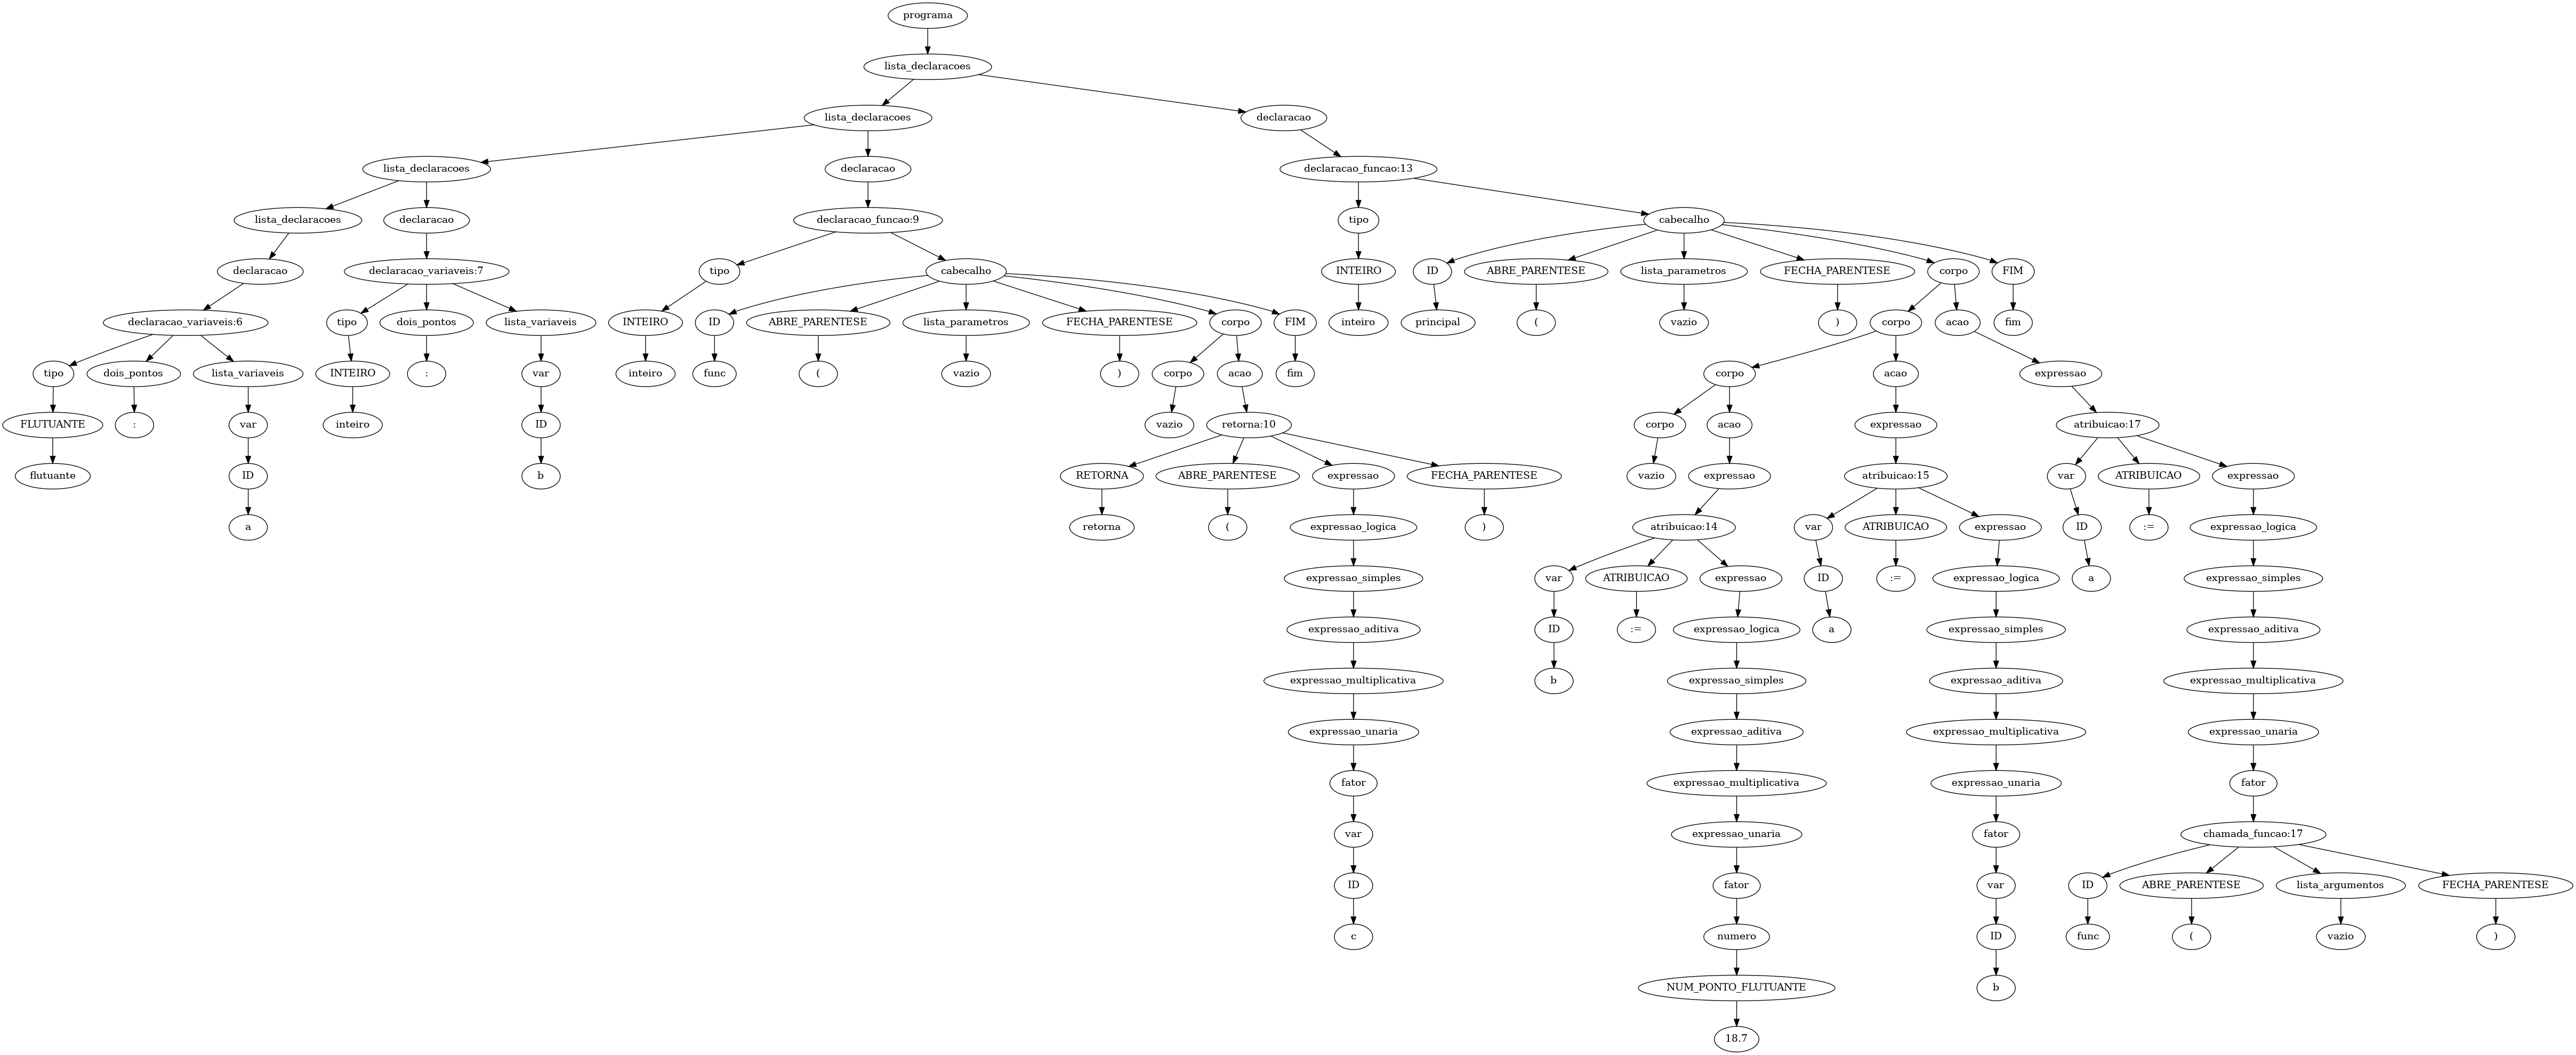 programa
lista_declaracoes
lista_declaracoes declaracao
lista_declaracoes declaracao declaracao_funcao:13
lista_declaracoes declaracao declaracao_funcao:9 tipo cabecalho
declaracao declaracao_variaveis:7 tipo cabecalho INTEIRO ID ABRE_PARENTESE lista_parametros FECHA_PARENTESE corpo FIM
declaracao_variaveis:6 tipo dois_pontos lista_variaveis INTEIRO ID ABRE_PARENTESE lista_parametros FECHA_PARENTESE corpo FIM inteiro principal ( vazio ) corpo acao fim
tipo dois_pontos lista_variaveis INTEIRO : var inteiro func ( vazio ) corpo acao fim corpo acao expressao
FLUTUANTE : var inteiro ID vazio retorna:10 corpo acao expressao atribuicao:17
flutuante ID b RETORNA ABRE_PARENTESE expressao FECHA_PARENTESE vazio expressao atribuicao:15 var ATRIBUICAO expressao
a retorna ( expressao_logica ) atribuicao:14 var ATRIBUICAO expressao ID := expressao_logica
expressao_simples var ATRIBUICAO expressao ID := expressao_logica a expressao_simples
expressao_aditiva ID := expressao_logica a expressao_simples expressao_aditiva
expressao_multiplicativa b expressao_simples expressao_aditiva expressao_multiplicativa
expressao_unaria expressao_aditiva expressao_multiplicativa expressao_unaria
fator expressao_multiplicativa expressao_unaria fator
var expressao_unaria fator chamada_funcao:17
ID fator var ID ABRE_PARENTESE lista_argumentos FECHA_PARENTESE
c numero ID func ( vazio )
NUM_PONTO_FLUTUANTE b
18.7